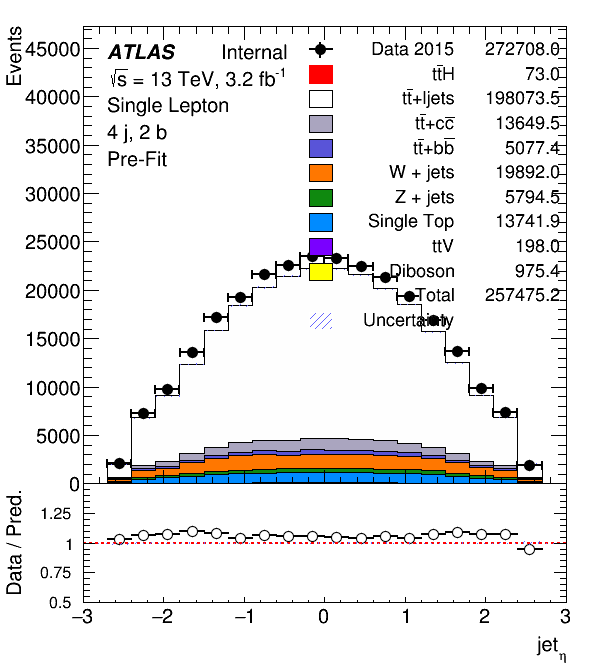 Events
45000
40000
35000
30000
25000
20000
15000
10000
5000
0
ATLAS Internal
√s = 13 TeV, 3.2 fb⁻¹
Single Lepton
4 j, 2 b
Pre-Fit
Data 2015 272708.0
tt̄H 73.0
tt̄+ljets 198073.5
tt̄+cc̄ 13649.5
tt̄+bb̄ 5077.4
W + jets 19892.0
Z + jets 5794.5
Single Top 13741.9
ttV 198.0
Diboson 975.4
Total 257475.2
Uncertainty
Data / Pred.
1.25
1
0.75
0.5
−3 −2 −1 0 1 2 3
jet_η